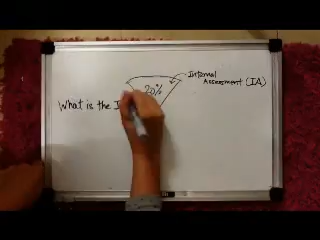 Internal
Assessment (IA)
20%
What is the